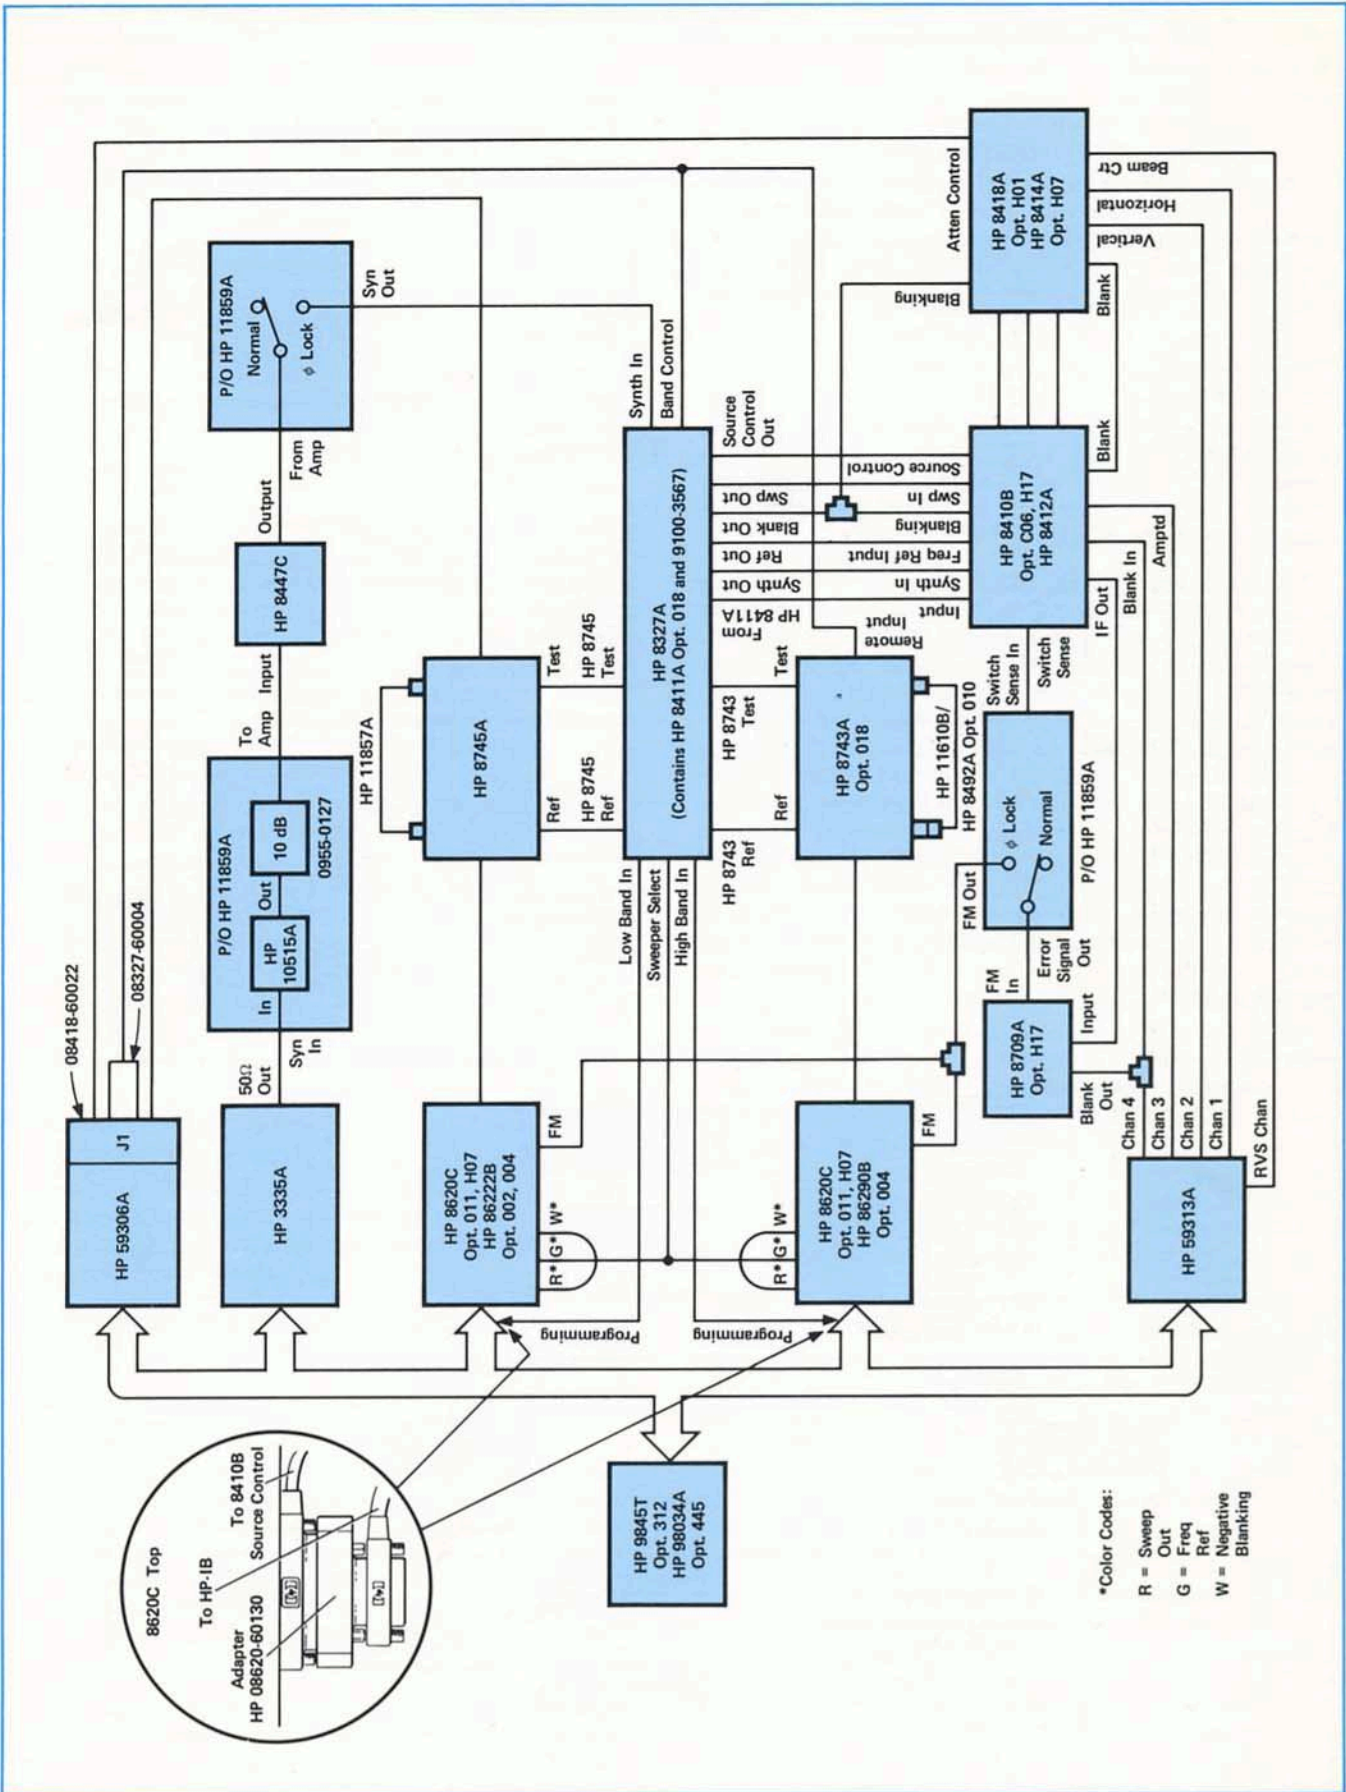 08418-60022
HP 59306A
J1
08327-60004
HP 3335A
50Ω
Out
Syn
In
P/O HP 11859A
In
HP
10515A
Out
10 dB
0955-0127
To
Amp
Input
HP 8447C
Output
From
Amp
P/O HP 11859A
Normal
ϕ Lock
Syn
Out
HP 8620C
Opt. 011, H07
HP 86222B
Opt. 002, 004
R* G* W*
FM
Programming
HP 11857A
HP 8745A
Ref
Test
HP 8745
Ref
HP 8745
Test
Low Band In
Sweeper Select
High Band In
HP 8327A
(Contains HP 8411A Opt. 018 and 9100-3567)
Synth In
Band Control
Source
Control
Out
HP 8743
Ref
HP 8743
Test
From
HP 8411A
Synth Out
Ref Out
Blank Out
Swp Out
Input
Synth In
Freq Ref Input
Blanking
Swp In
Source Control
Blanking
Atten Control
HP 8418A
Opt. H01
HP 8414A
Opt. H07
Vertical
Horizontal
Beam Ctr
Blank
HP 8410B
Opt. C06, H17
HP 8412A
Blank
IF Out
Blank In
Amptd
Switch
Sense In
Switch
Sense
Ref
Test
Remote
Input
HP 8743A
Opt. 018
HP 11610B/
HP 8492A Opt. 010
Programming
HP 8620C
Opt. 011, H07
HP 86290B
Opt. 004
R* G* W*
FM
FM Out
ϕ Lock
Normal
P/O HP 11859A
FM
In
Error
Signal
Out
HP 8709A
Opt. H17
Input
Blank
Out
Chan 4
Chan 3
Chan 2
Chan 1
RVS Chan
HP 59313A
8620C Top
To HP-IB
To 8410B
Source Control
Adapter
HP 08620-60130
HP 9845T
Opt. 312
HP 98034A
Opt. 445
*Color Codes:
R = Sweep
Out
G = Freq
Ref
W = Negative
Blanking